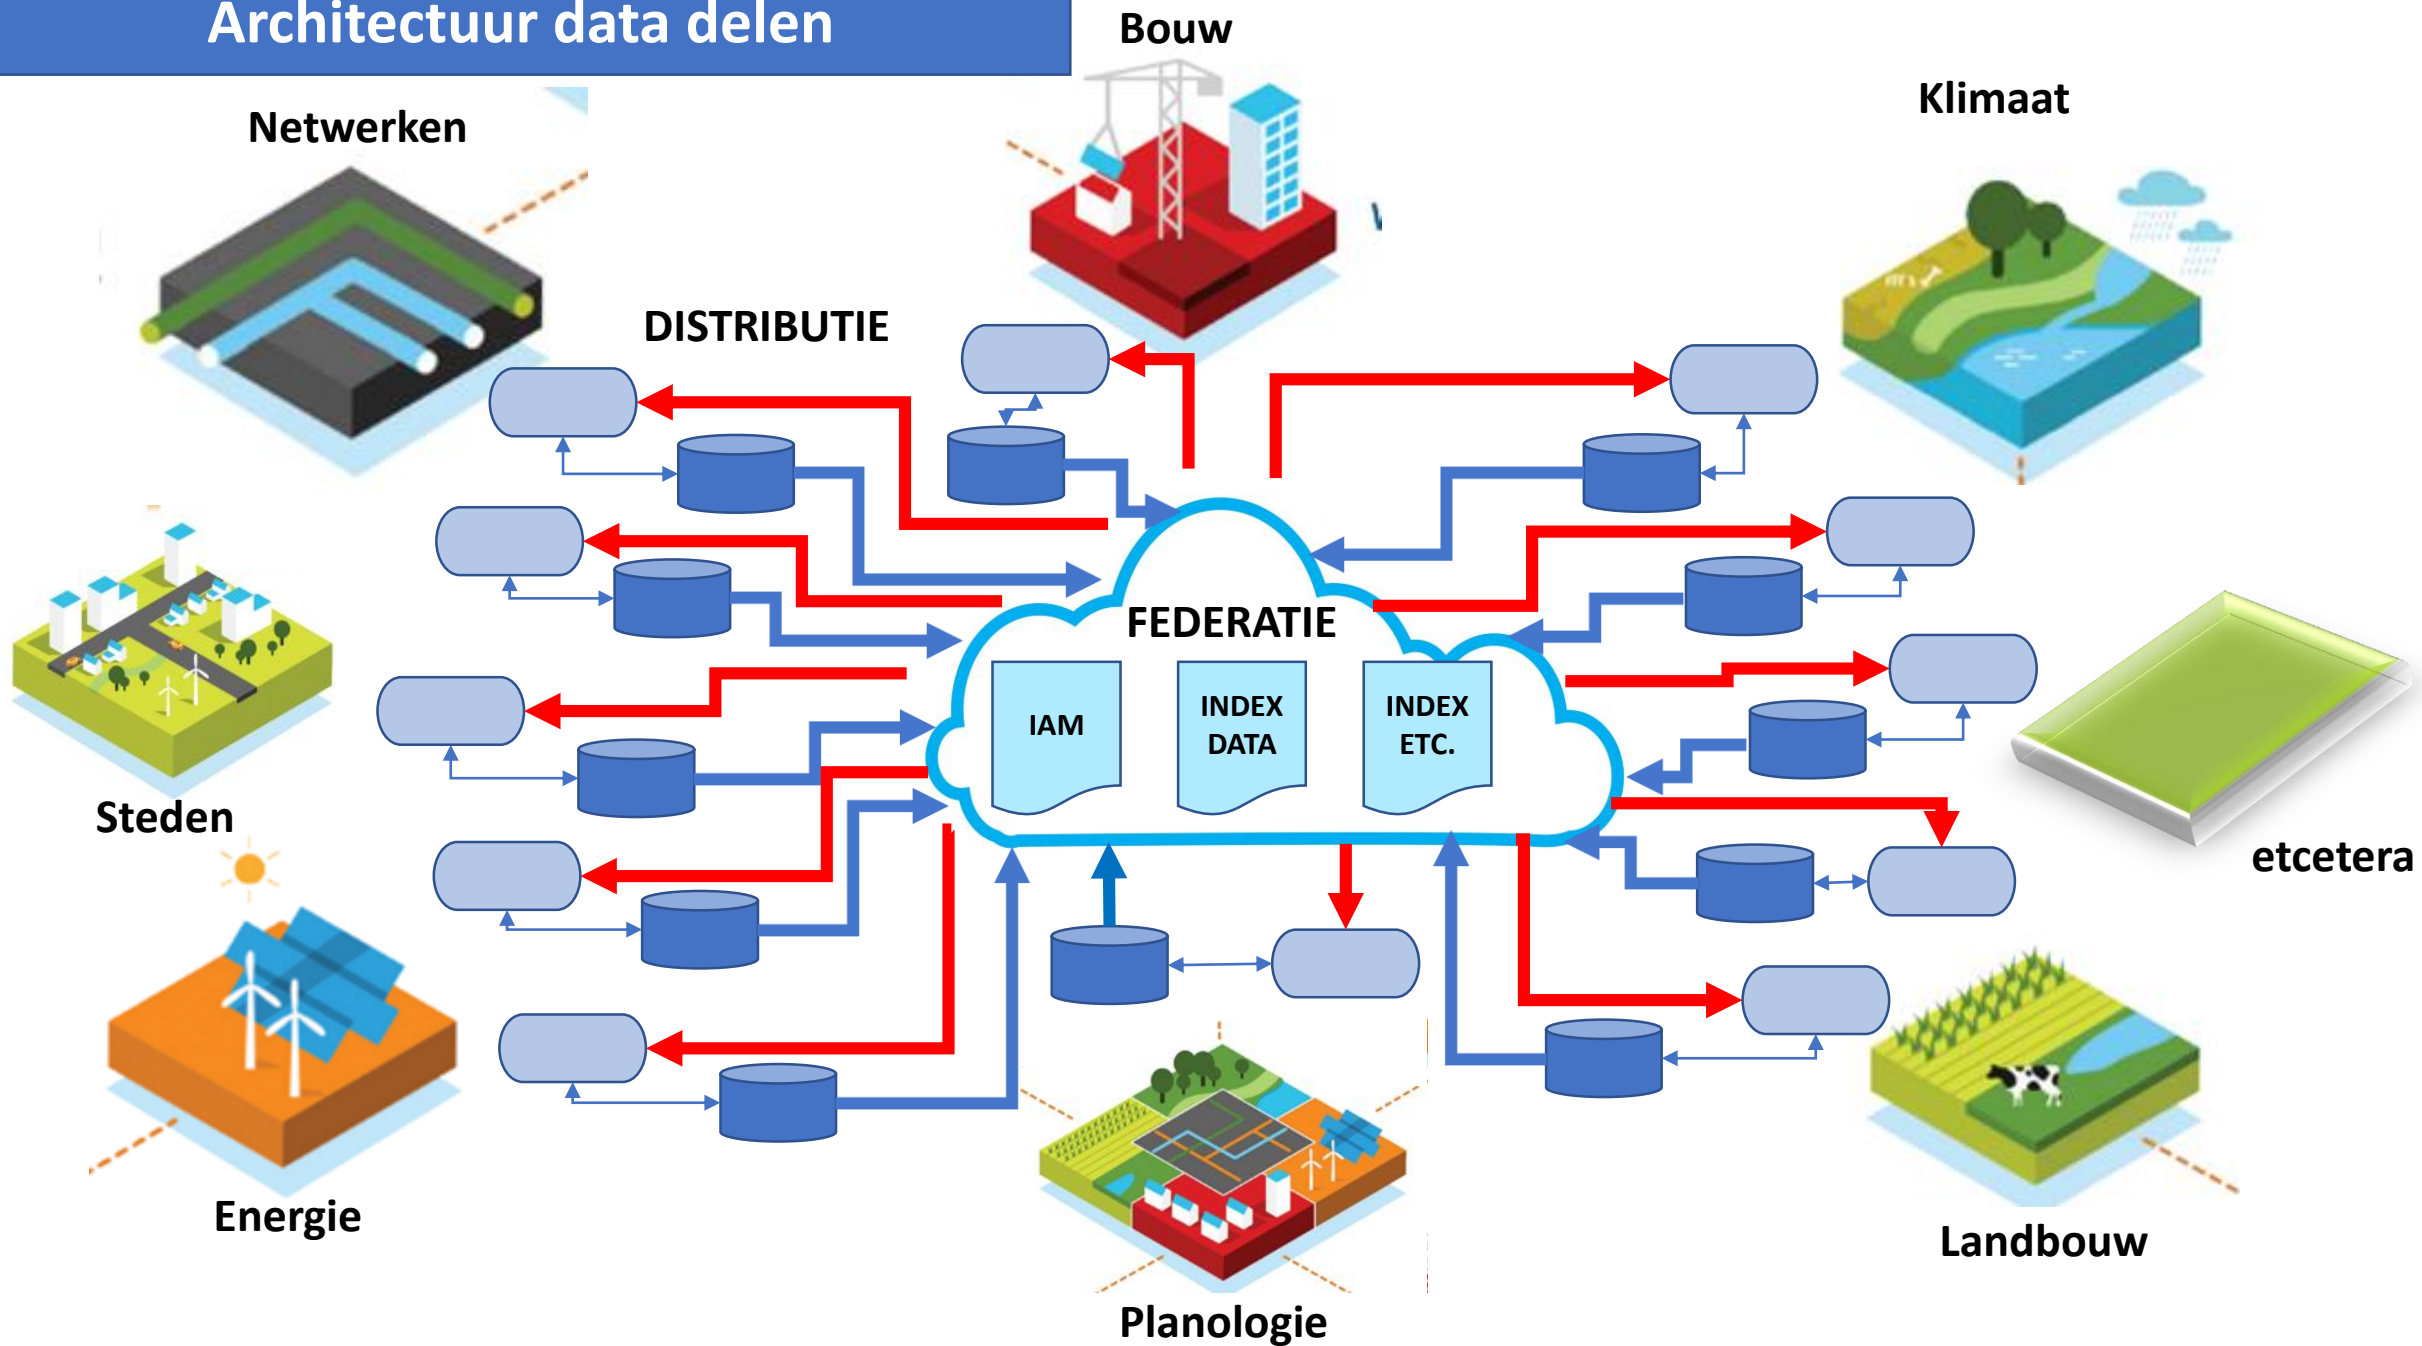 Architectuur data delen
Bouw
Klimaat
Netwerken
DISTRIBUTIE
FEDERATIE
IAM
INDEX
DATA
INDEX
ETC.
Steden
etcetera
Energie
Landbouw
Planologie